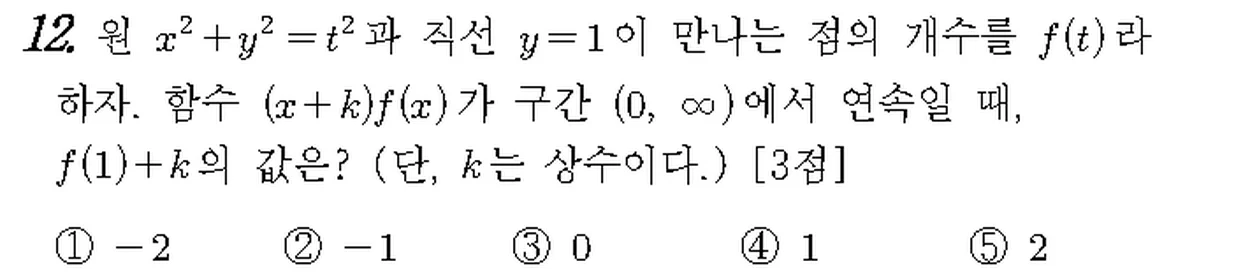 12. 원 x²+y²=t²과 직선 y=1이 만나는 점의 개수를 f(t)라
하자. 함수 (x+k)f(x)가 구간 (0, ∞)에서 연속일 때,
f(1)+k의 값은? (단, k는 상수이다.) [3점]
① -2 ② -1 ③ 0 ④ 1 ⑤ 2